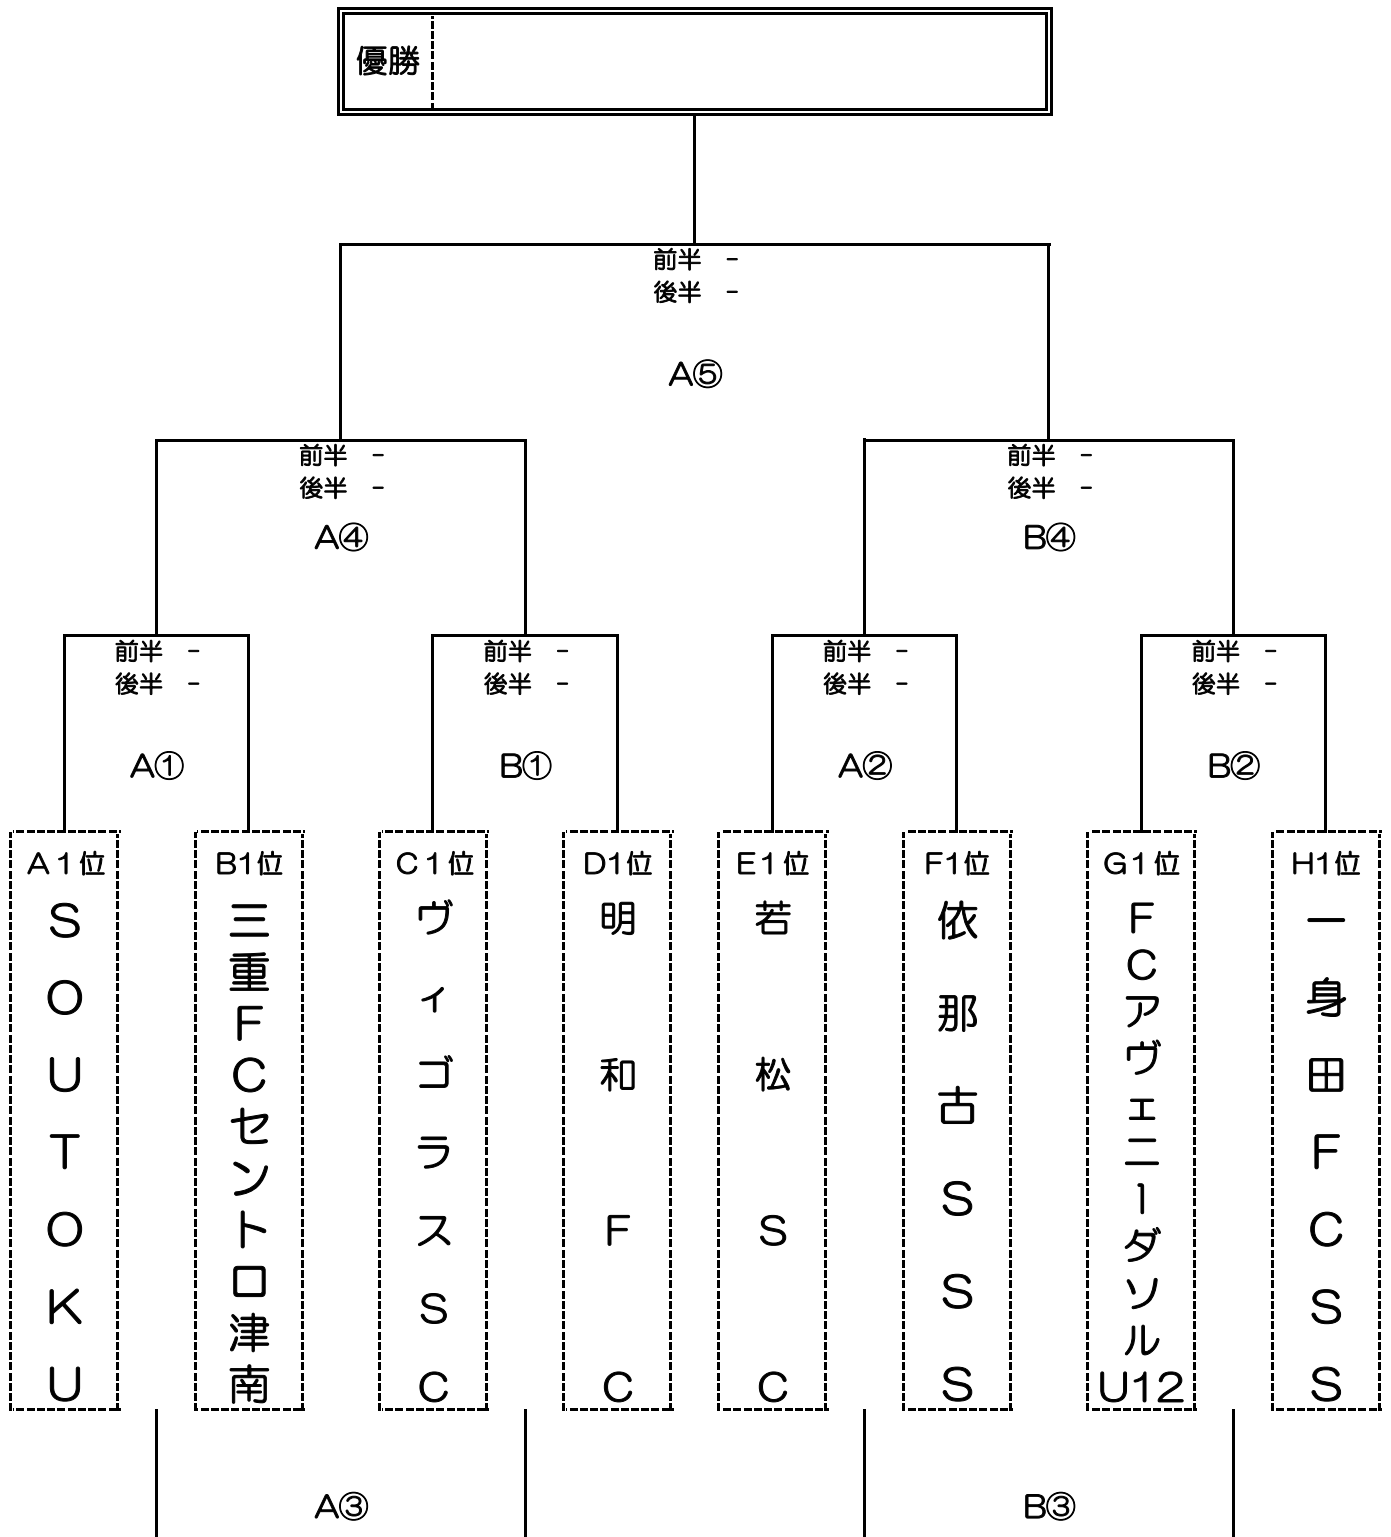 優勝
前半 -
後半 -
A⑤
前半 -
後半 -
A④
前半 -
後半 -
B④
前半 -
後半 -
A①
前半 -
後半 -
B①
前半 -
後半 -
A②
前半 -
後半 -
B②
A1位
SOUTOKU
B1位
三重FCセントロ津南
C1位
ヴィゴラスSC
D1位
明和FC
E1位
若松SC
F1位
依那古SSS
G1位
FCアヴェニーダソルU12
H1位
一身田FCSS
A③
B③